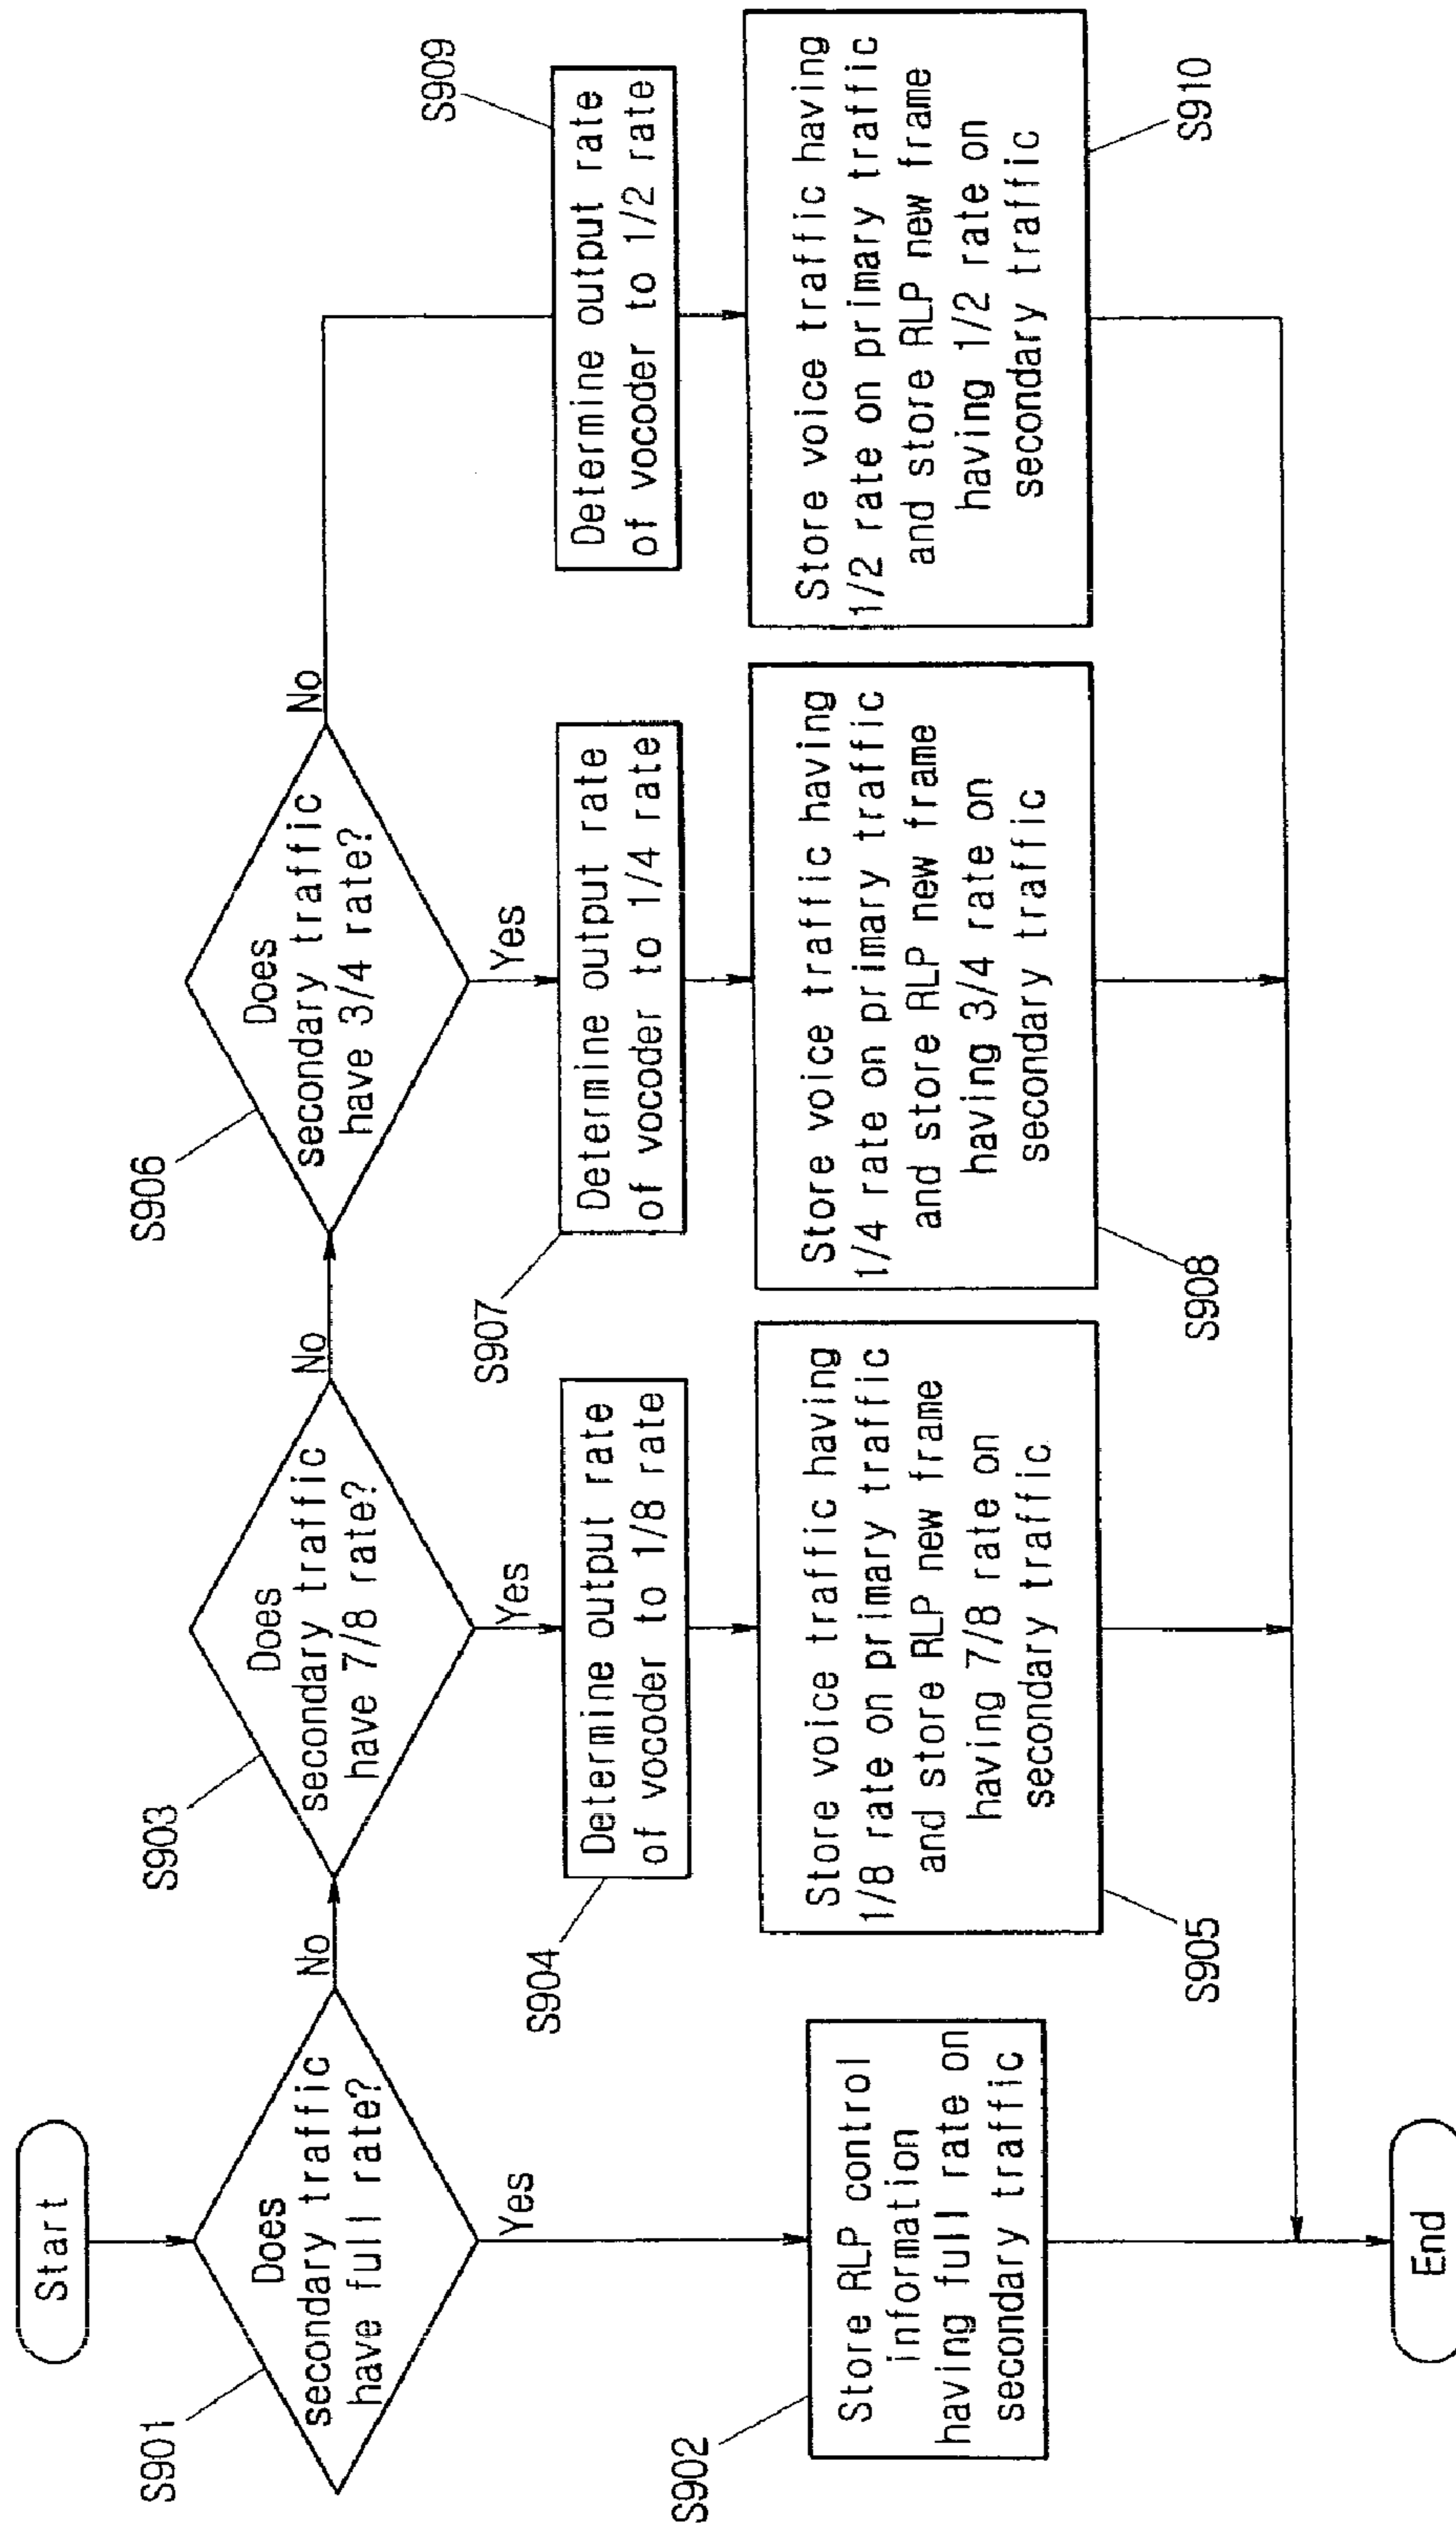 Start
S901
Does
secondary traffic
have full rate?
No
Yes
S902
Store RLP control
information
having full rate on
secondary traffic
S903
Does
secondary traffic
have 7/8 rate?
No
Yes
S904
Determine output rate
of vocoder to 1/8 rate
Store voice traffic having
1/8 rate on primary traffic
and store RLP new frame
having 7/8 rate on
secondary traffic
S905
S906
Does
secondary traffic
have 3/4 rate?
No
Yes
S907
Determine output rate
of vocoder to 1/4 rate
Store voice traffic having
1/4 rate on primary traffic
and store RLP new frame
having 3/4 rate on
secondary traffic
S908
S909
Determine output rate
of vocoder to 1/2 rate
Store voice traffic having
1/2 rate on primary traffic
and store RLP new frame
having 1/2 rate on
secondary traffic
S910
End